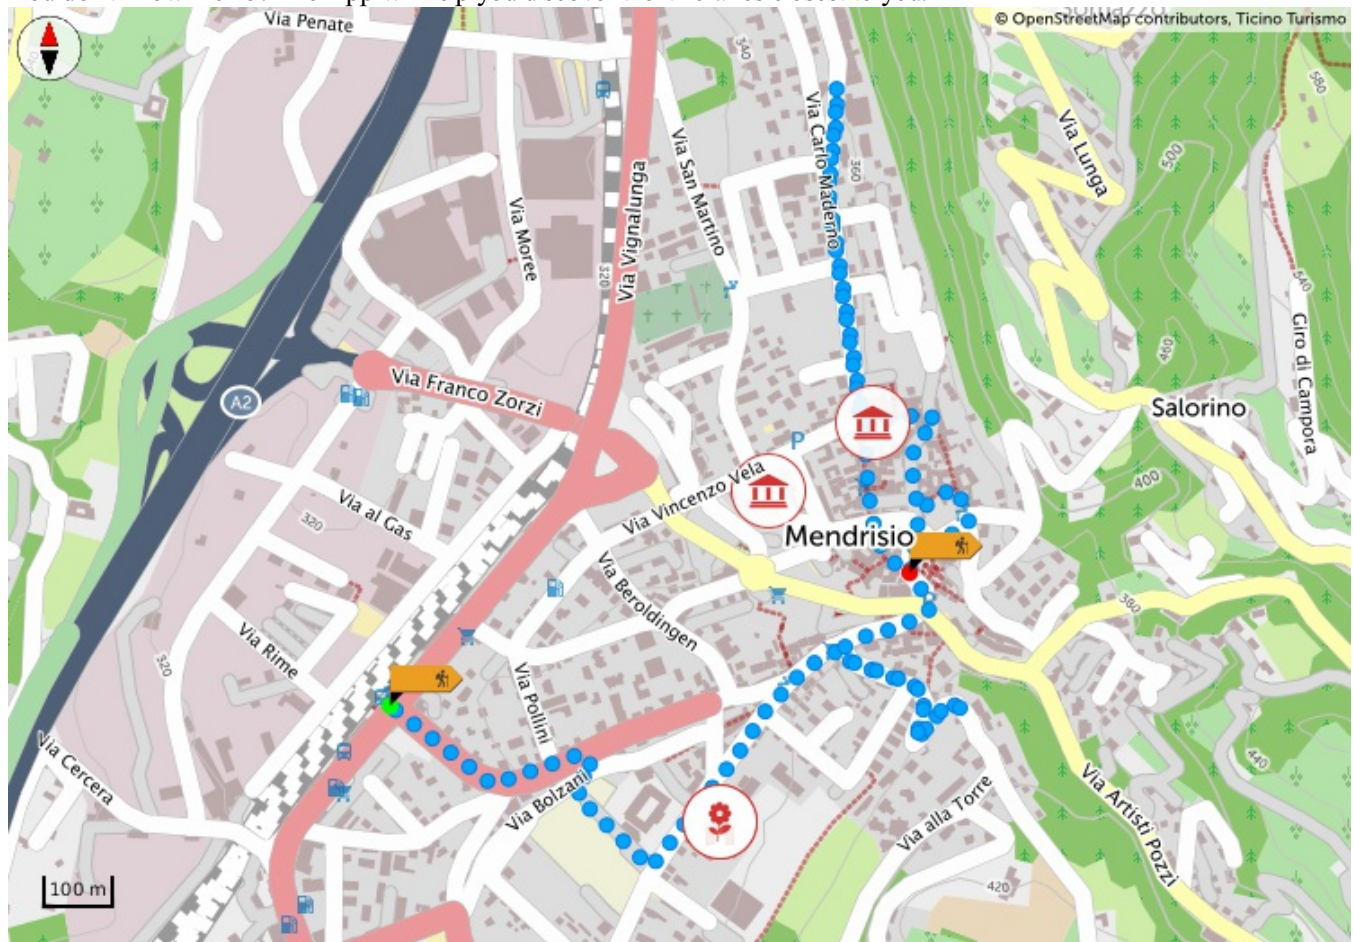 © OpenStreetMap contributors, Ticino Turismo
Via Penate
340
580
Via Lunga
Via San Martino
Via Carlo Maderno
500
360
Via Vignalunga
Via Moree
320
540
Giro di Campora
460
A2
Via Franco Zorzi
Salorino
P
Via Vincenzo Vela
400
Via al Gas
320
Mendrisio
Via Beroldingen
380
Via Rime
320
Via Pollini
Via Cercera
Via Bolzani
440
Via Artisti Pozzi
Via alla Torre
100 m
420